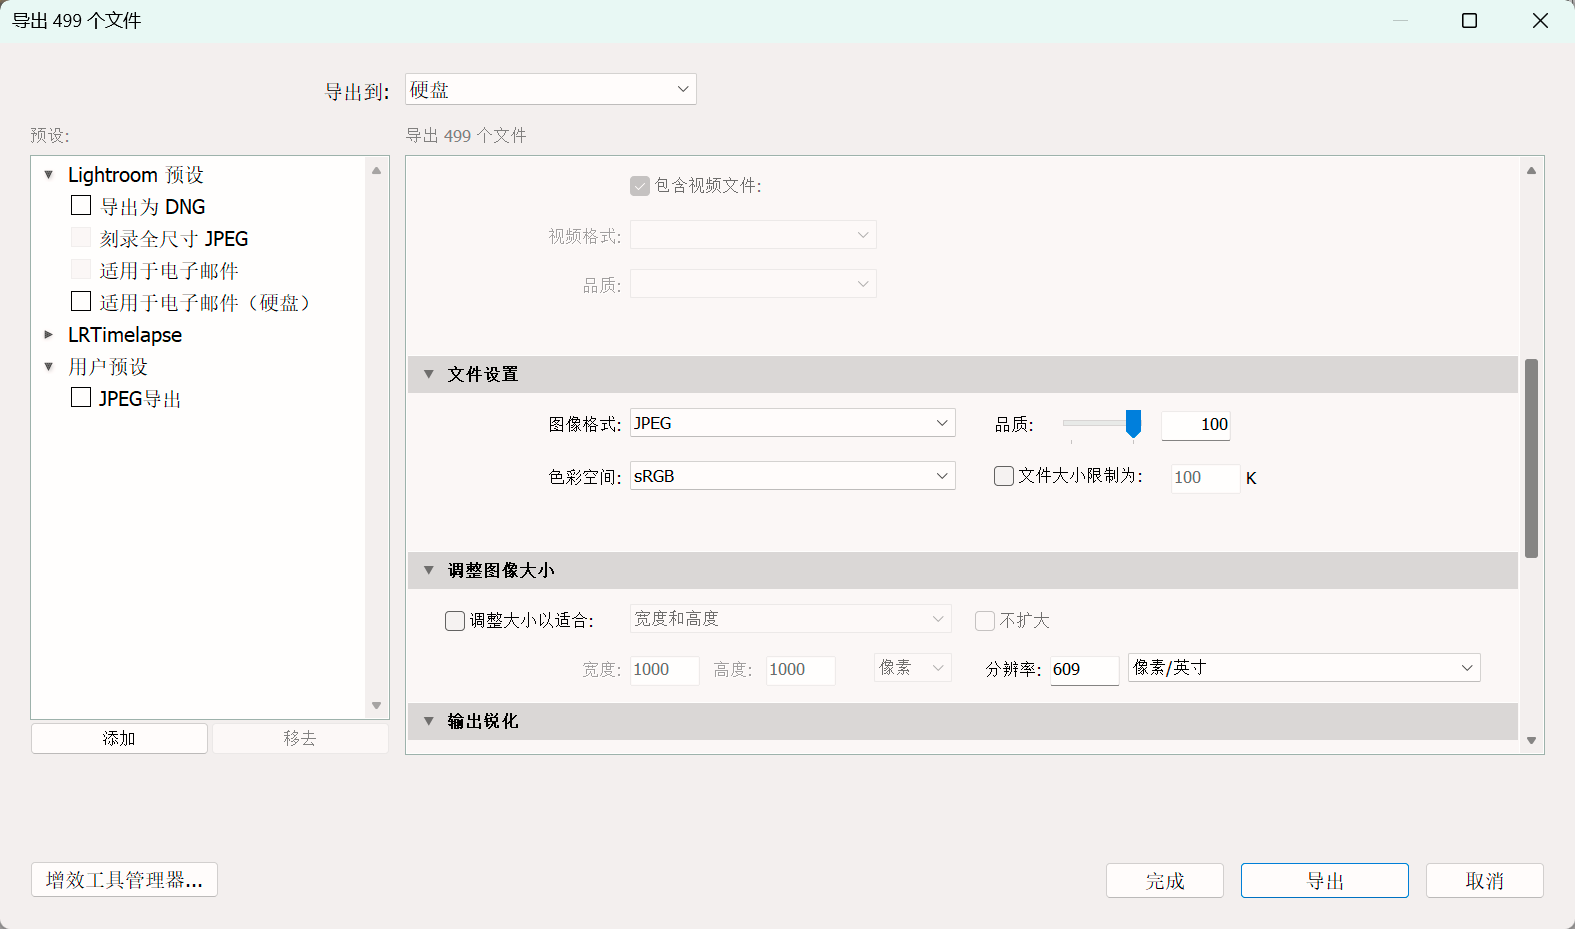 导出 499 个文件
导出到: 硬盘
预设:
导出 499 个文件
Lightroom 预设
导出为 DNG
刻录全尺寸 JPEG
适用于电子邮件
适用于电子邮件（硬盘）
LRTimelapse
用户预设
JPEG导出
添加
移去
包含视频文件:
视频格式:
品质:
文件设置
图像格式: JPEG 品质: 100
色彩空间: sRGB 文件大小限制为: 100 K
调整图像大小
调整大小以适合: 宽度和高度 不扩大
宽度: 1000 高度: 1000 像素 分辨率: 609 像素/英寸
输出锐化
增效工具管理器...
完成
导出
取消